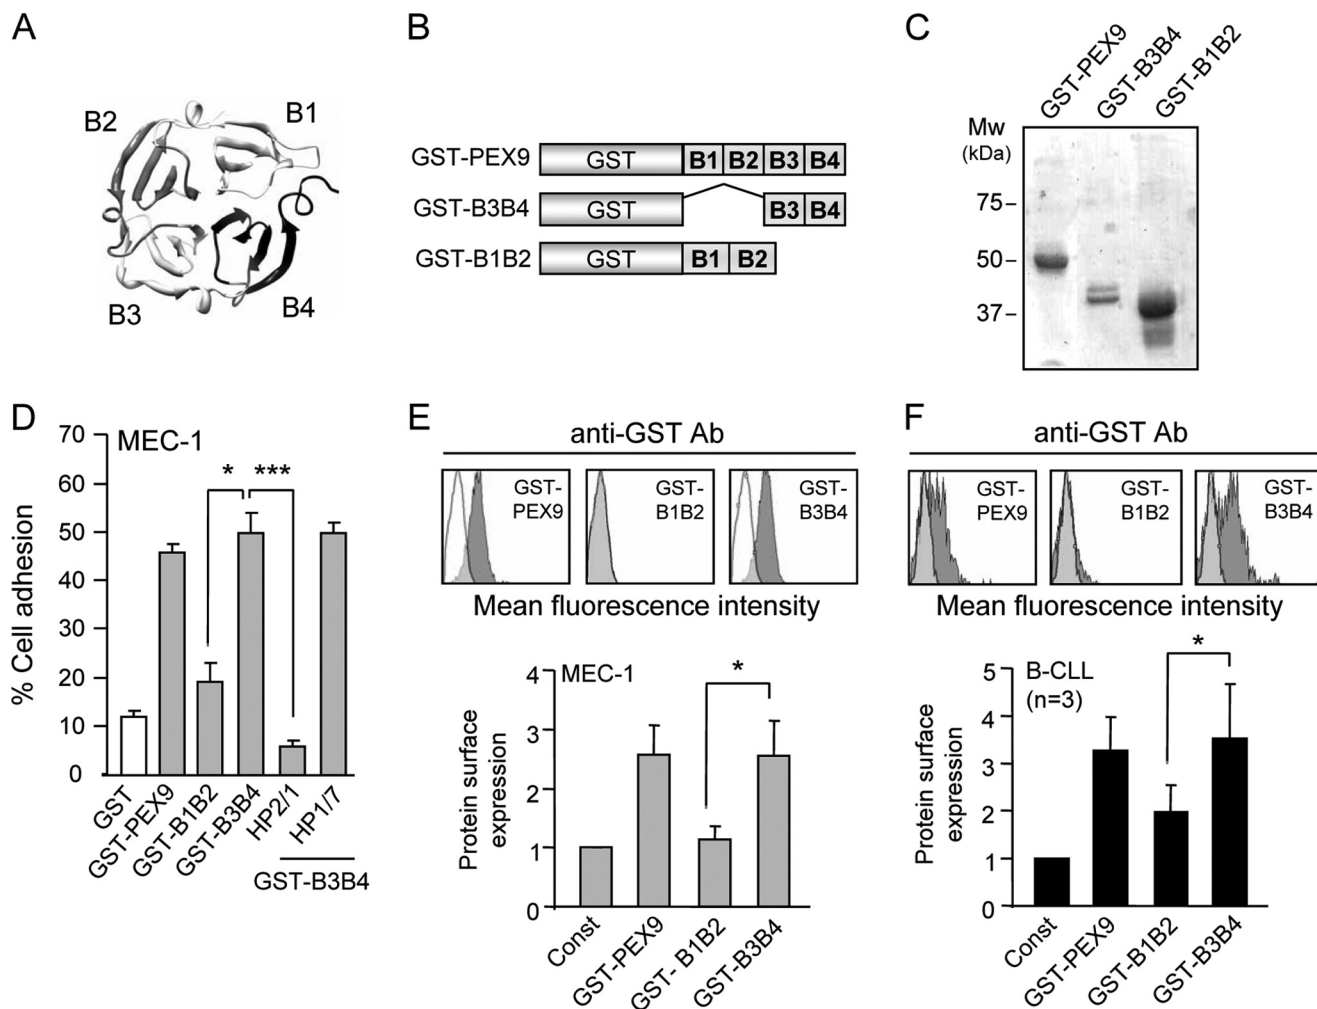 A
B2
B1
B3
B4
B
GST-PEX9
GST
B1
B2
B3
B4
GST-B3B4
GST
B3
B4
GST-B1B2
GST
B1
B2
C
GST-PEX9
GST-B3B4
GST-B1B2
Mw
(kDa)
75
50
37
D
MEC-1
% Cell adhesion
70
60
50
40
30
20
10
0
*
***
GST
GST-PEX9
GST-B1B2
GST-B3B4
HP2/1
HP1/7
GST-B3B4
E
anti-GST Ab
GST-
PEX9
GST-
B1B2
GST-
B3B4
Mean fluorescence intensity
MEC-1
Protein surface
expression
4
3
2
1
0
*
Const
GST-PEX9
GST- B1B2
GST-B3B4
F
anti-GST Ab
GST-
PEX9
GST-
B1B2
GST-
B3B4
Mean fluorescence intensity
B-CLL
(n=3)
Protein surface
expression
5
4
3
2
1
0
*
Const
GST-PEX9
GST-B1B2
GST-B3B4